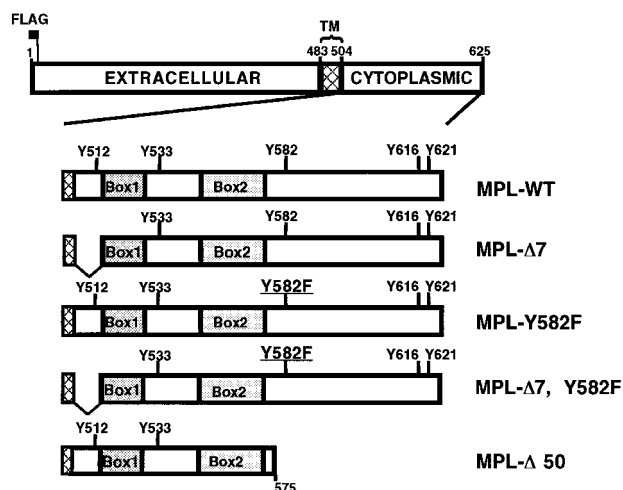 FLAG
TM
1 483 504 625
EXTRACELLULAR CYTOPLASMIC
Y512 Y533 Y582 Y616 Y621
Box1 Box2 MPL-WT
Y533 Y582 Y616 Y621
Box1 Box2 MPL-Δ7
Y512 Y533 Y582F Y616 Y621
Box1 Box2 MPL-Y582F
Y533 Y582F Y616 Y621
Box1 Box2 MPL-Δ7, Y582F
Y512 Y533
Box1 Box2 MPL-Δ 50
575